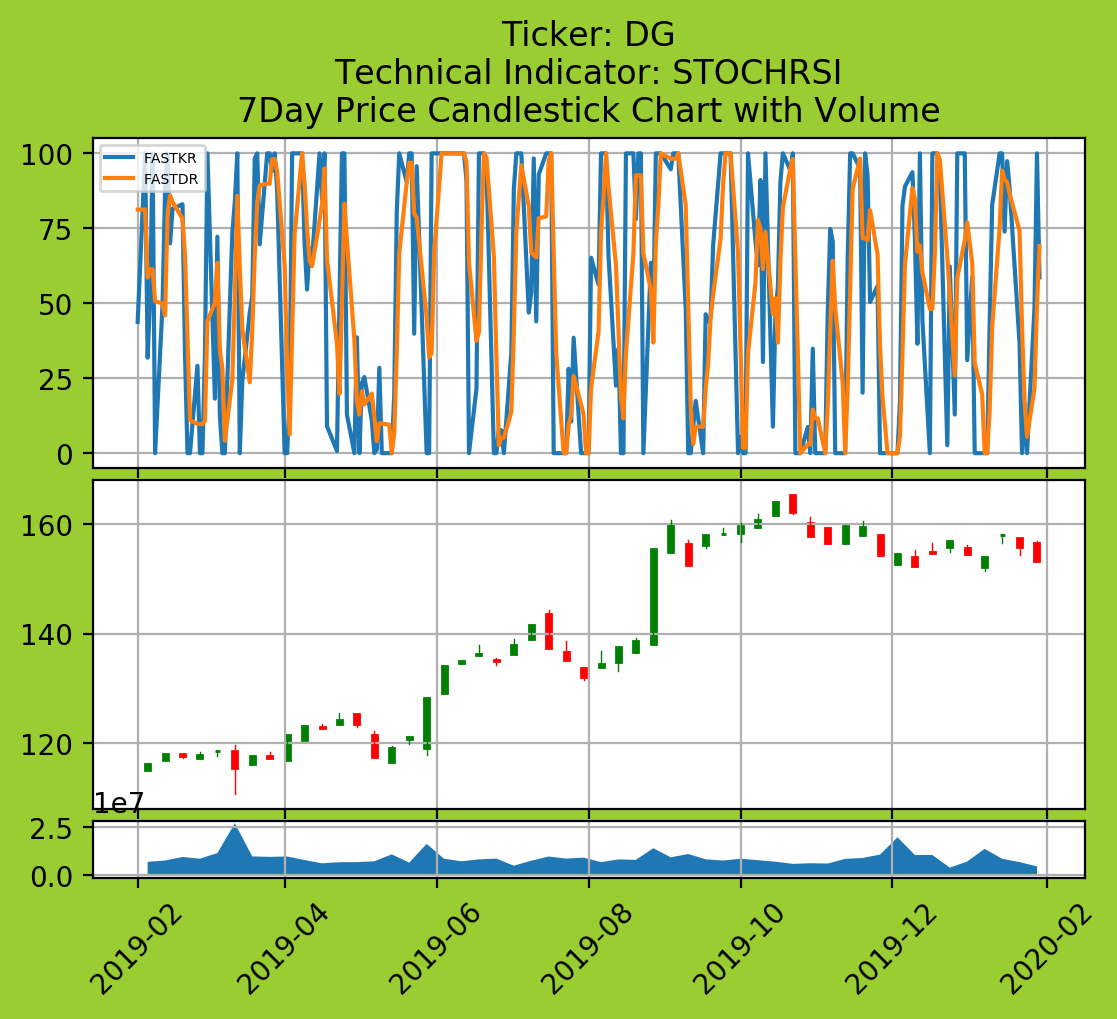 Ticker: DG
Technical Indicator: STOCHRSI
7Day Price Candlestick Chart with Volume
100
75
50
25
0
FASTKR
FASTDR
160
140
120
1e7
2.5
0.0
2019-02
2019-04
2019-06
2019-08
2019-10
2019-12
2020-02